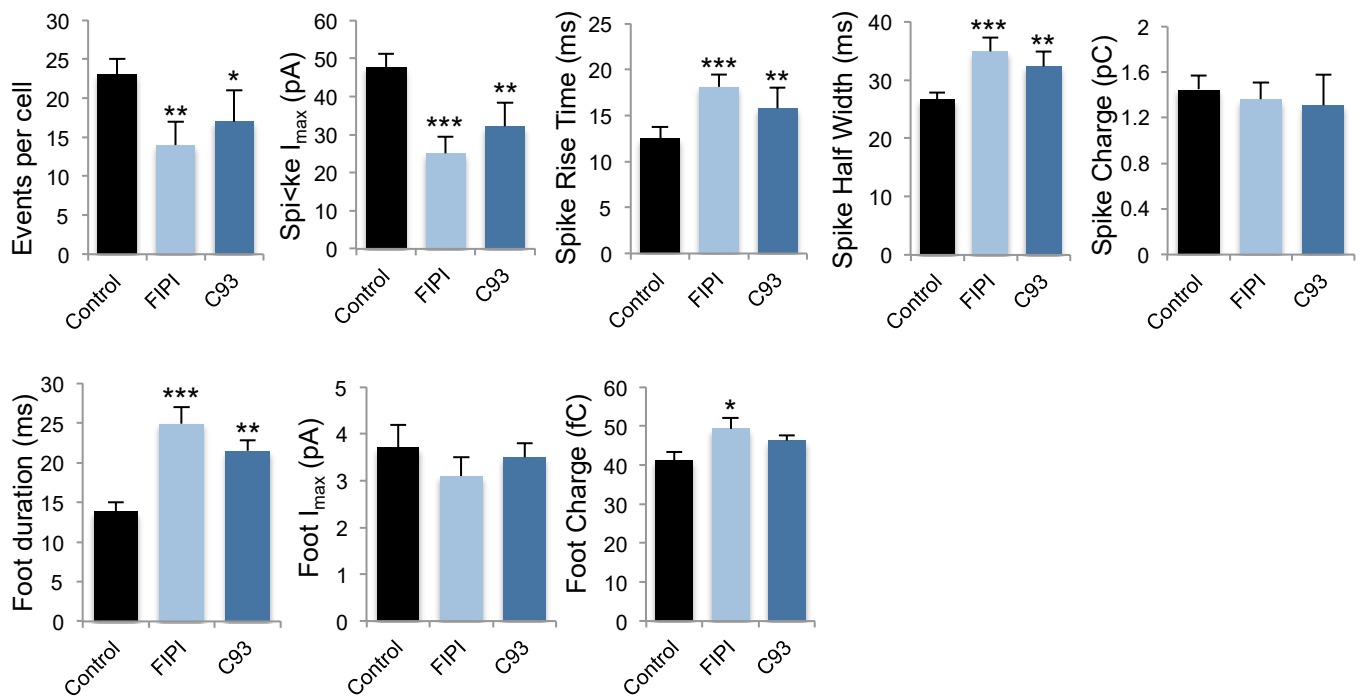 Events per cell
30
25
20
15
10
5
0
**
*
Control
FIPI
C93
Spi<ke Imax (pA)
60
50
40
30
20
10
0
***
**
Control
FIPI
C93
Spike Rise Time (ms)
25
20
15
10
5
0
***
**
Control
FIPI
C93
Spike Half Width (ms)
40
30
20
10
0
***
**
Control
FIPI
C93
Spike Charge (pC)
2
1.6
1.2
0.8
0.4
0
Control
FIPI
C93
Foot duration (ms)
30
25
20
15
10
5
0
***
**
Control
FIPI
C93
Foot Imax (pA)
5
4
3
2
1
0
Control
FIPI
C93
Foot Charge (fC)
60
50
40
30
20
10
0
*
Control
FIPI
C93